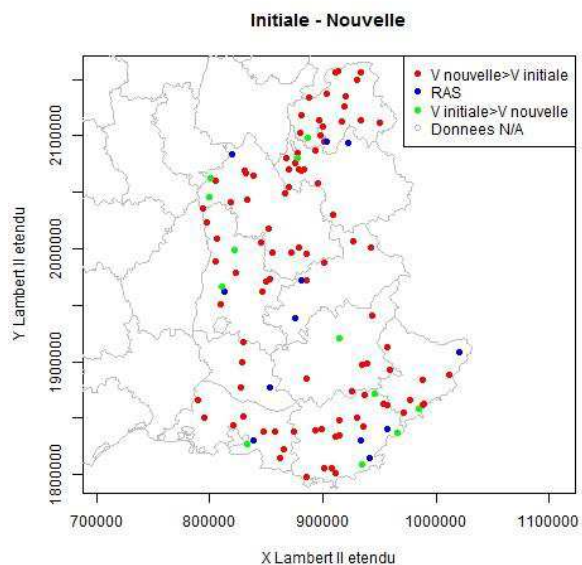 Initiale - Nouvelle
V nouvelle>V initiale
RAS
V initiale>V nouvelle
Donnees N/A
Y Lambert II etendu
2100000
2000000
1900000
1800000
700000 800000 900000 1000000 1100000
X Lambert II etendu